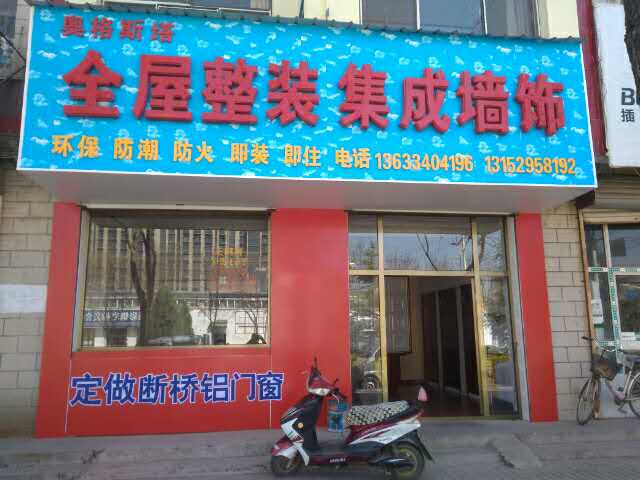 奥格斯塔
全屋整装 集成墙饰
环保 防潮 防火 即装 即住 电话 13633404196 13152958192
定做断桥铝门窗
B
插